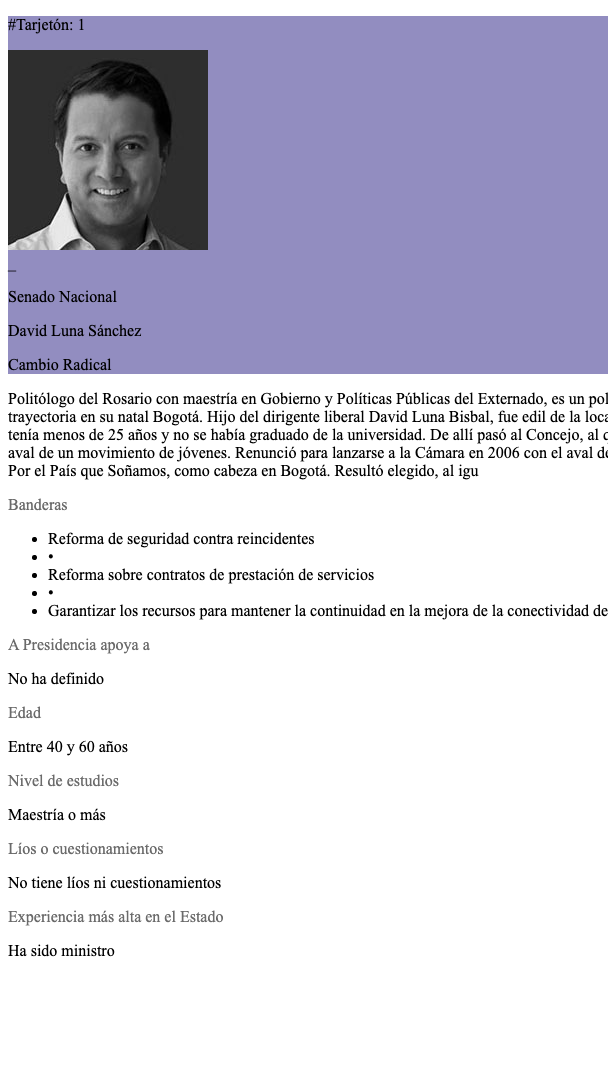 #Tarjetón: 1
_
Senado Nacional
David Luna Sánchez
Cambio Radical
Politólogo del Rosario con maestría en Gobierno y Políticas Públicas del Externado, es un pol
trayectoria en su natal Bogotá. Hijo del dirigente liberal David Luna Bisbal, fue edil de la loca
tenía menos de 25 años y no se había graduado de la universidad. De allí pasó al Concejo, al q
aval de un movimiento de jóvenes. Renunció para lanzarse a la Cámara en 2006 con el aval de
Por el País que Soñamos, como cabeza en Bogotá. Resultó elegido, al igu
Banderas
• Reforma de seguridad contra reincidentes
• •
• Reforma sobre contratos de prestación de servicios
• •
• Garantizar los recursos para mantener la continuidad en la mejora de la conectividad de
A Presidencia apoya a
No ha definido
Edad
Entre 40 y 60 años
Nivel de estudios
Maestría o más
Líos o cuestionamientos
No tiene líos ni cuestionamientos
Experiencia más alta en el Estado
Ha sido ministro